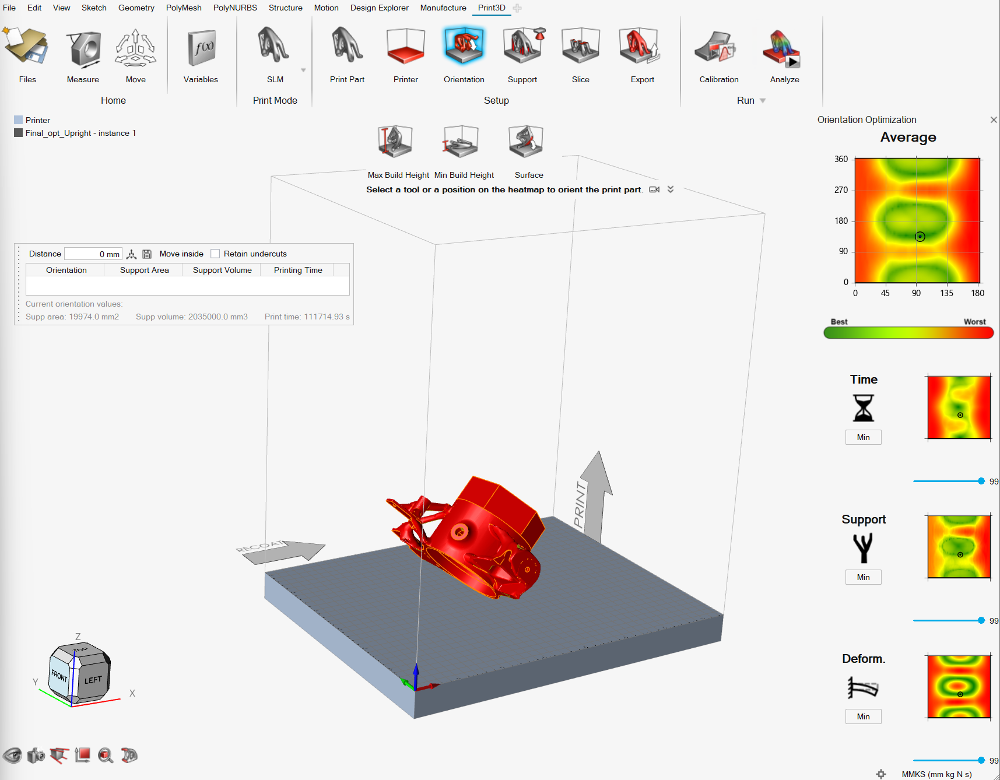 File Edit View Sketch Geometry PolyMesh PolyNURBS Structure Motion Design Explorer Manufacture Print3D
f(x)
Files Measure Move Variables SLM Print Part Printer Orientation Support Slice Export Calibration Analyze
Home Print Mode Setup Run
Printer
Final_opt_Upright - instance 1
Max Build Height Min Build Height Surface
Select a tool or a position on the heatmap to orient the print part.
Distance 0 mm Move inside Retain undercuts
Orientation Support Area Support Volume Printing Time
Current orientation values:
Supp area: 19974.0 mm2 Supp volume: 2035000.0 mm3 Print time: 111714.93 s
RECOAT
PRINT
Z
TOP
FRONT LEFT
Y
X
Orientation Optimization
Average
360
270
180
90
0
0 45 90 135 180
Best Worst
Time
Min
99
Support
Min
99
Deform.
Min
99
MMKS (mm kg N s)